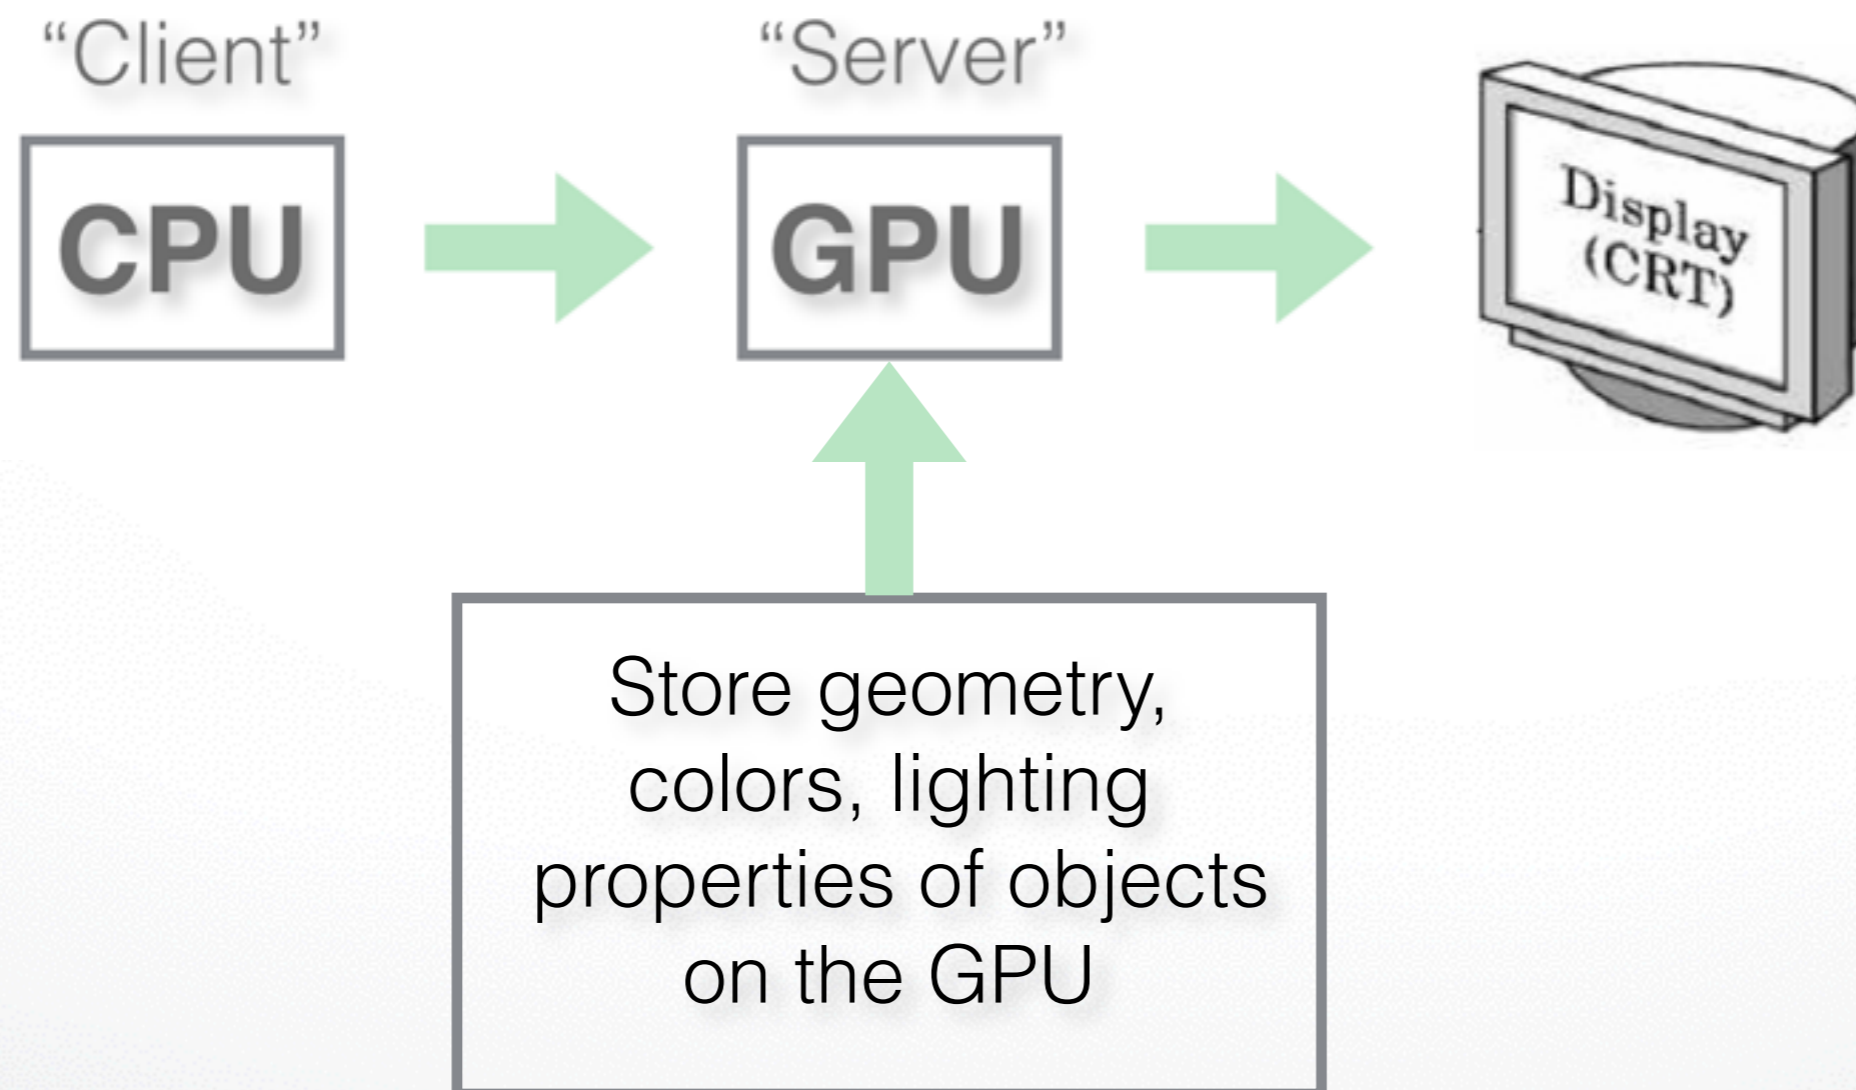 “Client”
“Server”
CPU
GPU
Display
(CRT)
Store geometry,
colors, lighting
properties of objects
on the GPU